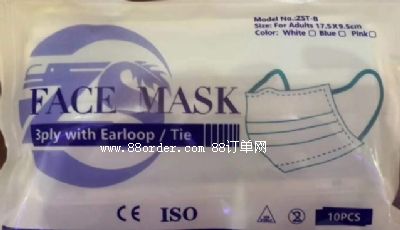 Model No.:ZST-B
Size: For Adults 17.5X9.5cm
Color: White Blue Pink
FACE MASK
3ply with Earloop / Tie
www.88order.com 88订单网
CE ISO
10PCS